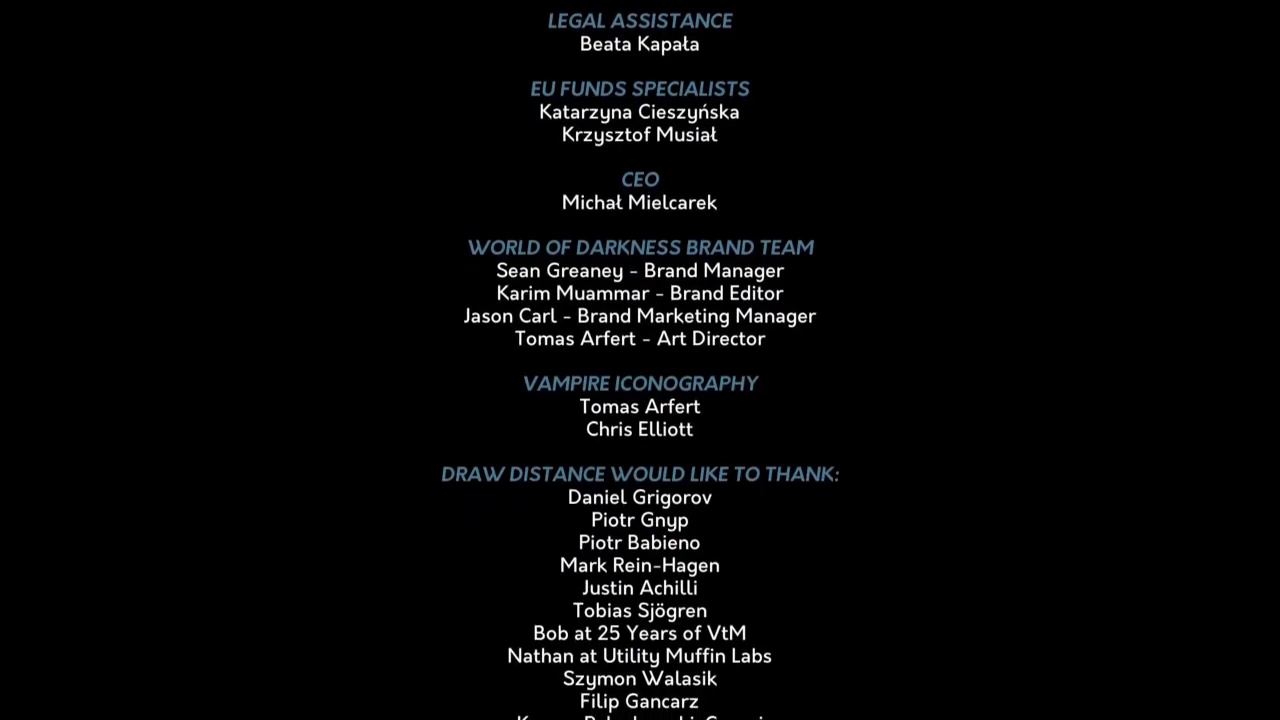 LEGAL ASSISTANCE
Beata Kapała
EU FUNDS SPECIALISTS
Katarzyna Cieszyńska
Krzysztof Musiał
CEO
Michał Mielcarek
WORLD OF DARKNESS BRAND TEAM
Sean Greaney - Brand Manager
Karim Muammar - Brand Editor
Jason Carl - Brand Marketing Manager
Tomas Arfert - Art Director
VAMPIRE ICONOGRAPHY
Tomas Arfert
Chris Elliott
DRAW DISTANCE WOULD LIKE TO THANK:
Daniel Grigorov
Piotr Gnyp
Piotr Babieno
Mark Rein-Hagen
Justin Achilli
Tobias Sjögren
Bob at 25 Years of VtM
Nathan at Utility Muffin Labs
Szymon Walasik
Filip Gancarz